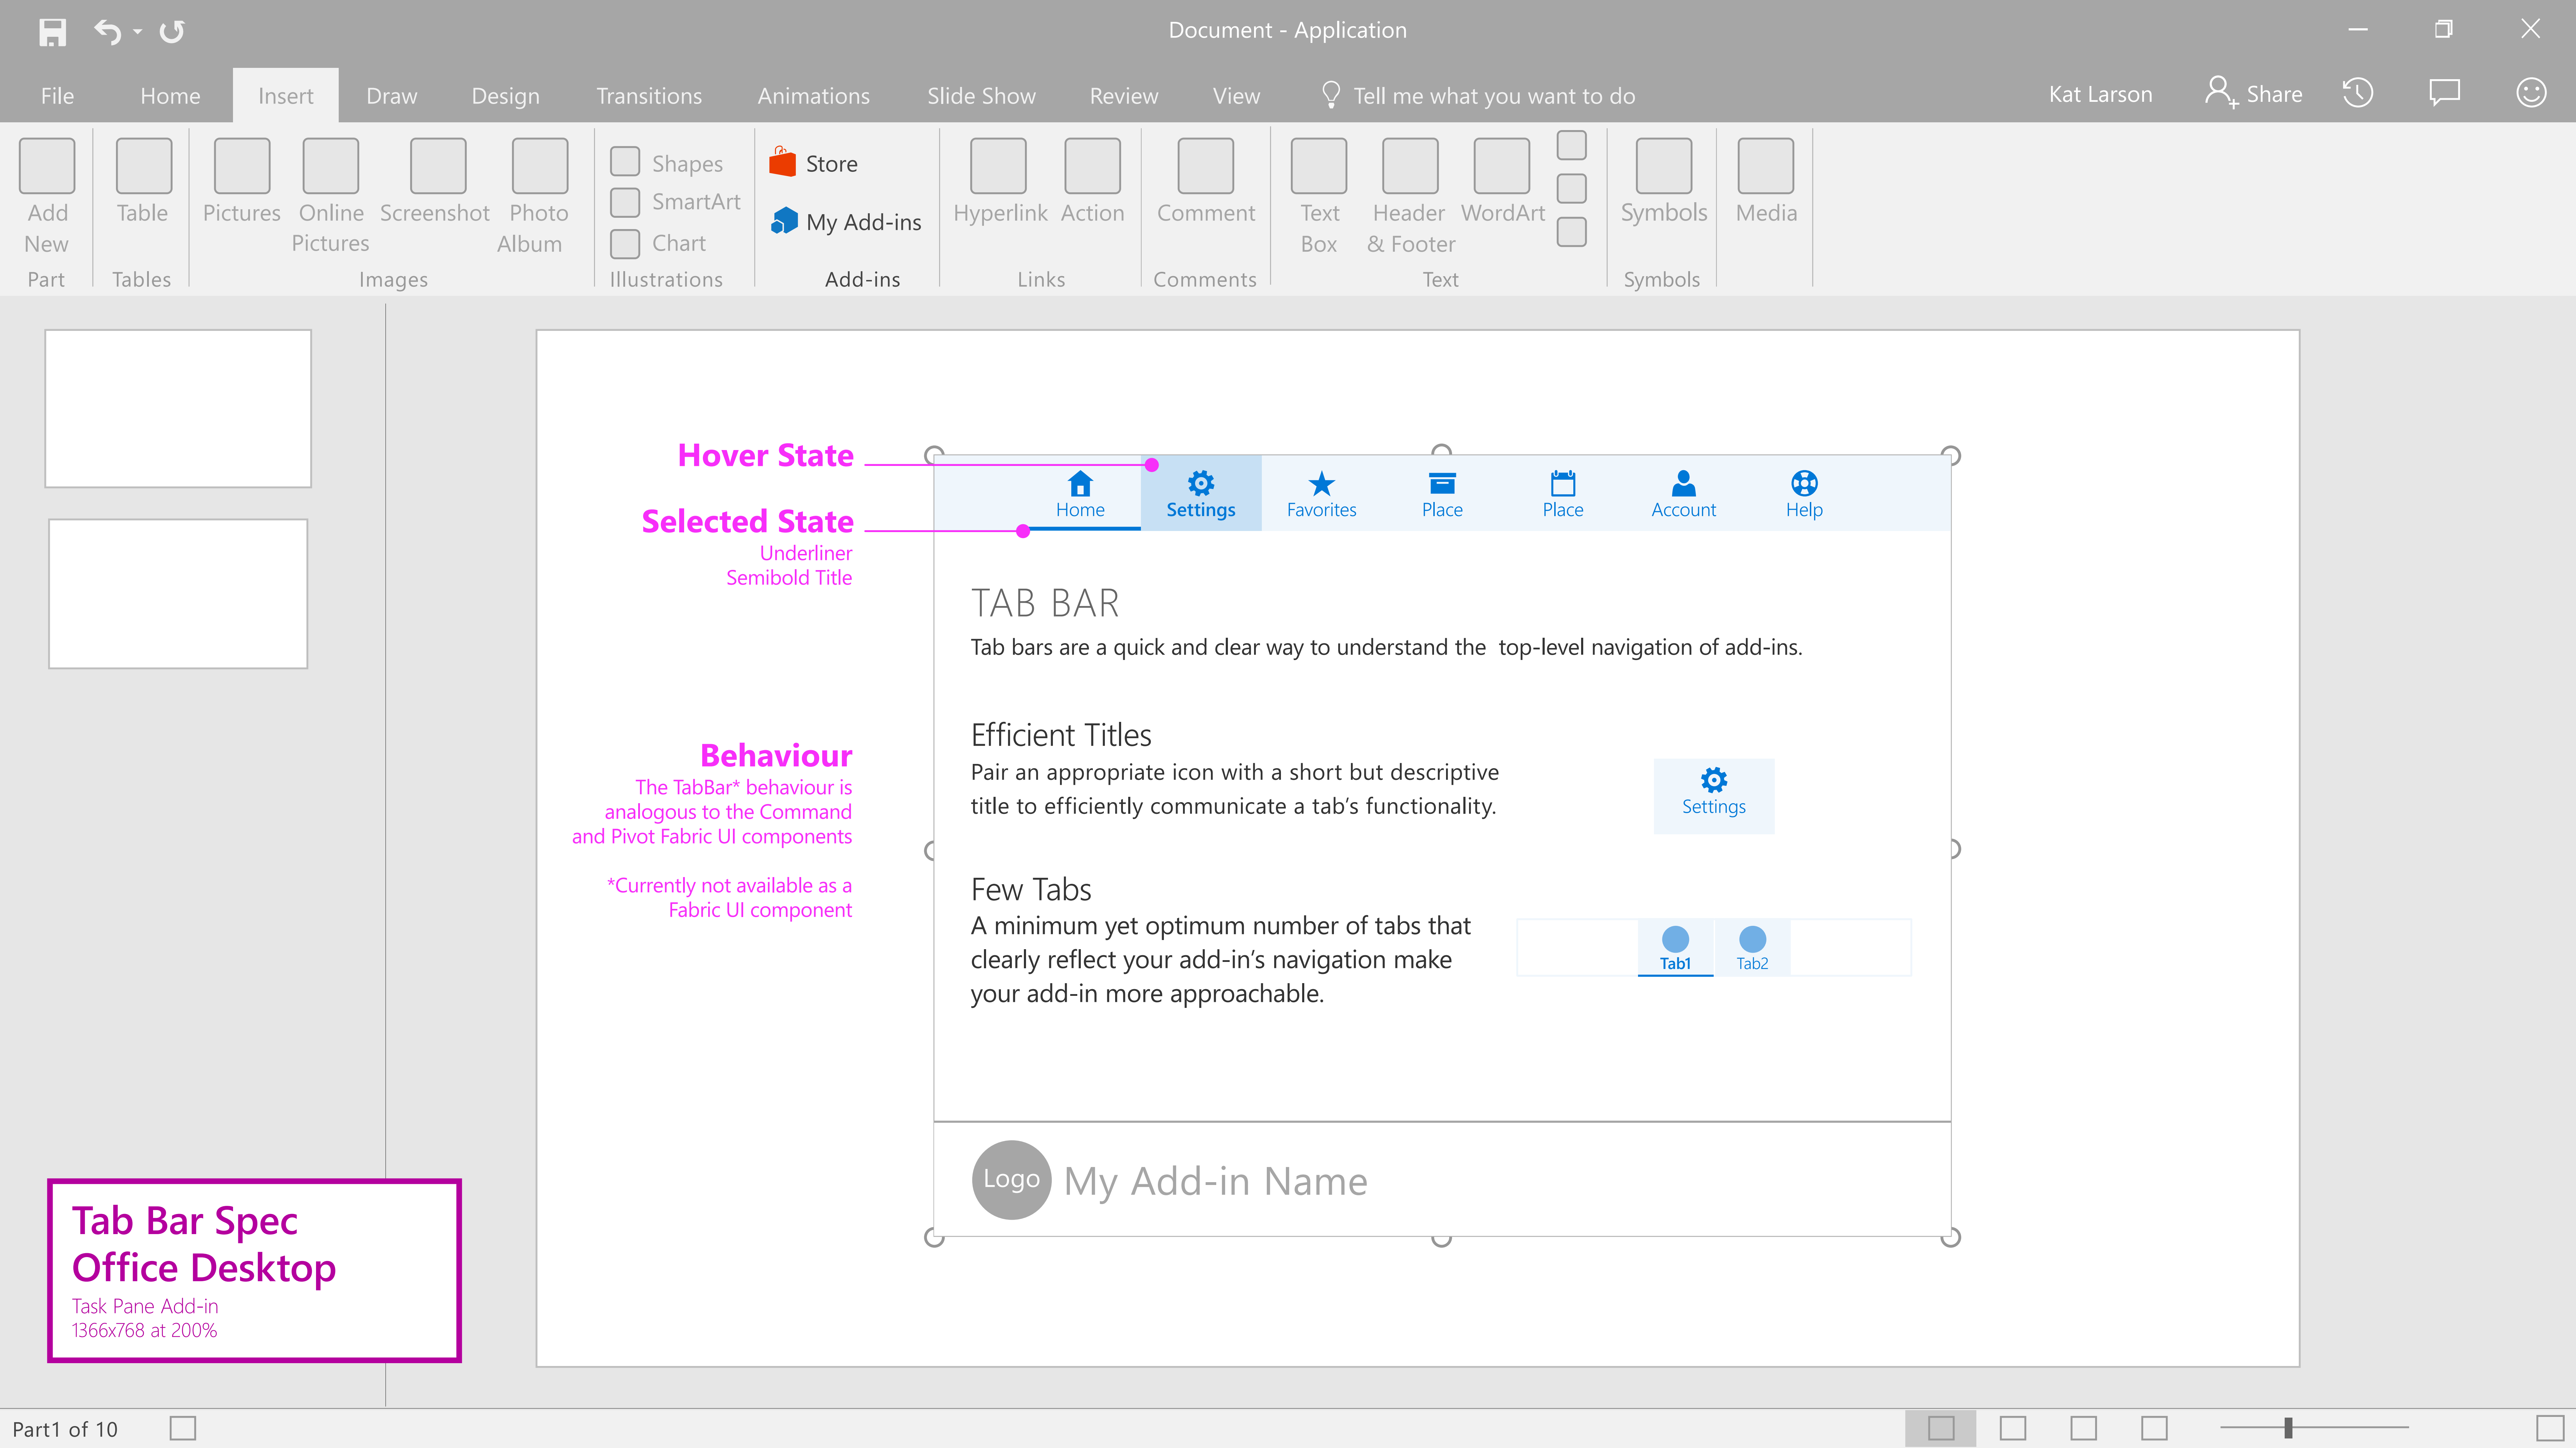 Document - Application
File Home Insert Draw Design Transitions Animations Slide Show Review View Tell me what you want to do Kat Larson Share
Add New
Table
Pictures
Online Pictures
Screenshot
Photo Album
Shapes
SmartArt
Chart
Store
My Add-ins
Hyperlink
Action
Comment
Text Box
Header & Footer
WordArt
Symbols
Media
Part Tables Images Illustrations Add-ins Links Comments Text Symbols
Hover State
Selected State
Underliner
Semibold Title
Behaviour
The TabBar* behaviour is
analogous to the Command
and Pivot Fabric UI components
*Currently not available as a
Fabric UI component
Home Settings Favorites Place Place Account Help
TAB BAR
Tab bars are a quick and clear way to understand the  top-level navigation of add-ins.
Efficient Titles
Pair an appropriate icon with a short but descriptive
title to efficiently communicate a tab’s functionality.
Settings
Few Tabs
A minimum yet optimum number of tabs that
clearly reflect your add-in’s navigation make
your add-in more approachable.
Tab1 Tab2
Logo My Add-in Name
Tab Bar Spec
Office Desktop
Task Pane Add-in
1366x768 at 200%
Part1 of 10